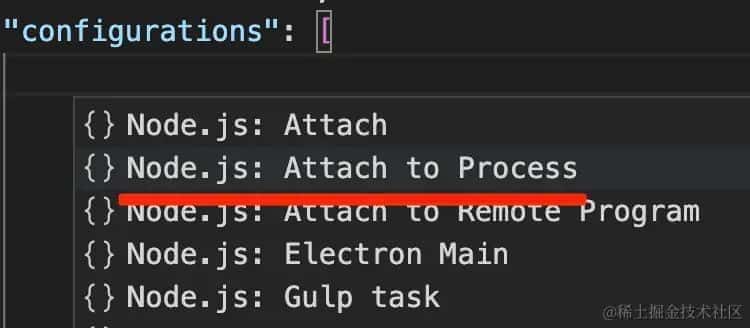 "configurations": [
{} Node.js: Attach
{} Node.js: Attach to Process
{} Node.js: Attach to Remote Program
{} Node.js: Electron Main
{} Node.js: Gulp task
@稀土掘金技术社区